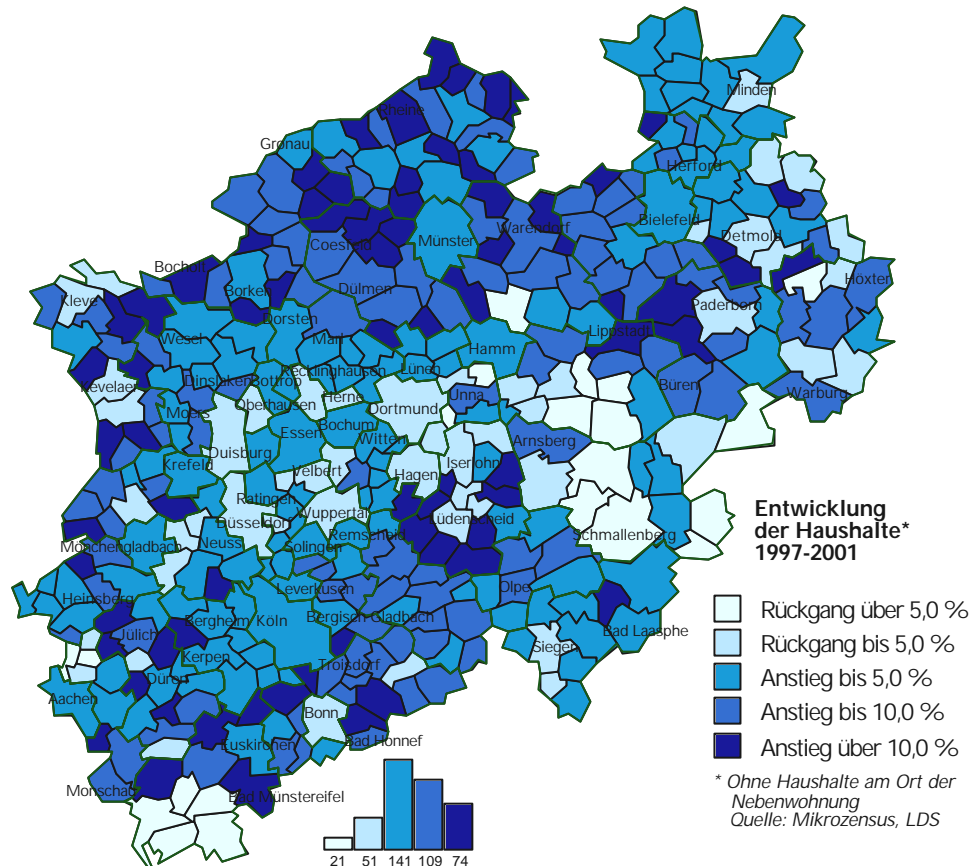 Minden
Rheine
Gronau
Herford
Bielefeld
Münster
Warendorf
Detmold
Coesfeld
Bocholt
Höxter
Kleve
Borken
Dülmen
Paderborn
Dorsten
Wesel
Marl
Lippstadt
Hamm
Recklinghausen
Lünen
Kevelaer
Dinslaken
Bottrop
Büren
Warburg
Herne
Unna
Oberhausen
Dortmund
Moers
Essen
Bochum
Witten
Arnsberg
Duisburg
Krefeld
Velbert
Hagen
Iserlohn
Ratingen
Wuppertal
Düsseldorf
Lüdenscheid
Remscheid
Schmallenberg
Mönchengladbach
Neuss
Solingen
Leverkusen
Olpe
Heinsberg
Bergisch-Gladbach
Bergheim
Köln
Jülich
Bad Laasphe
Siegen
Kerpen
Troisdorf
Düren
Aachen
Bonn
Bad Honnef
Euskirchen
Monschau
Bad Münstereifel
Entwicklung
der Haushalte*
1997-2001
Rückgang über 5,0 %
Rückgang bis 5,0 %
Anstieg bis 5,0 %
Anstieg bis 10,0 %
Anstieg über 10,0 %
* Ohne Haushalte am Ort der
Nebenwohnung
Quelle: Mikrozensus, LDS
21 51 141 109 74